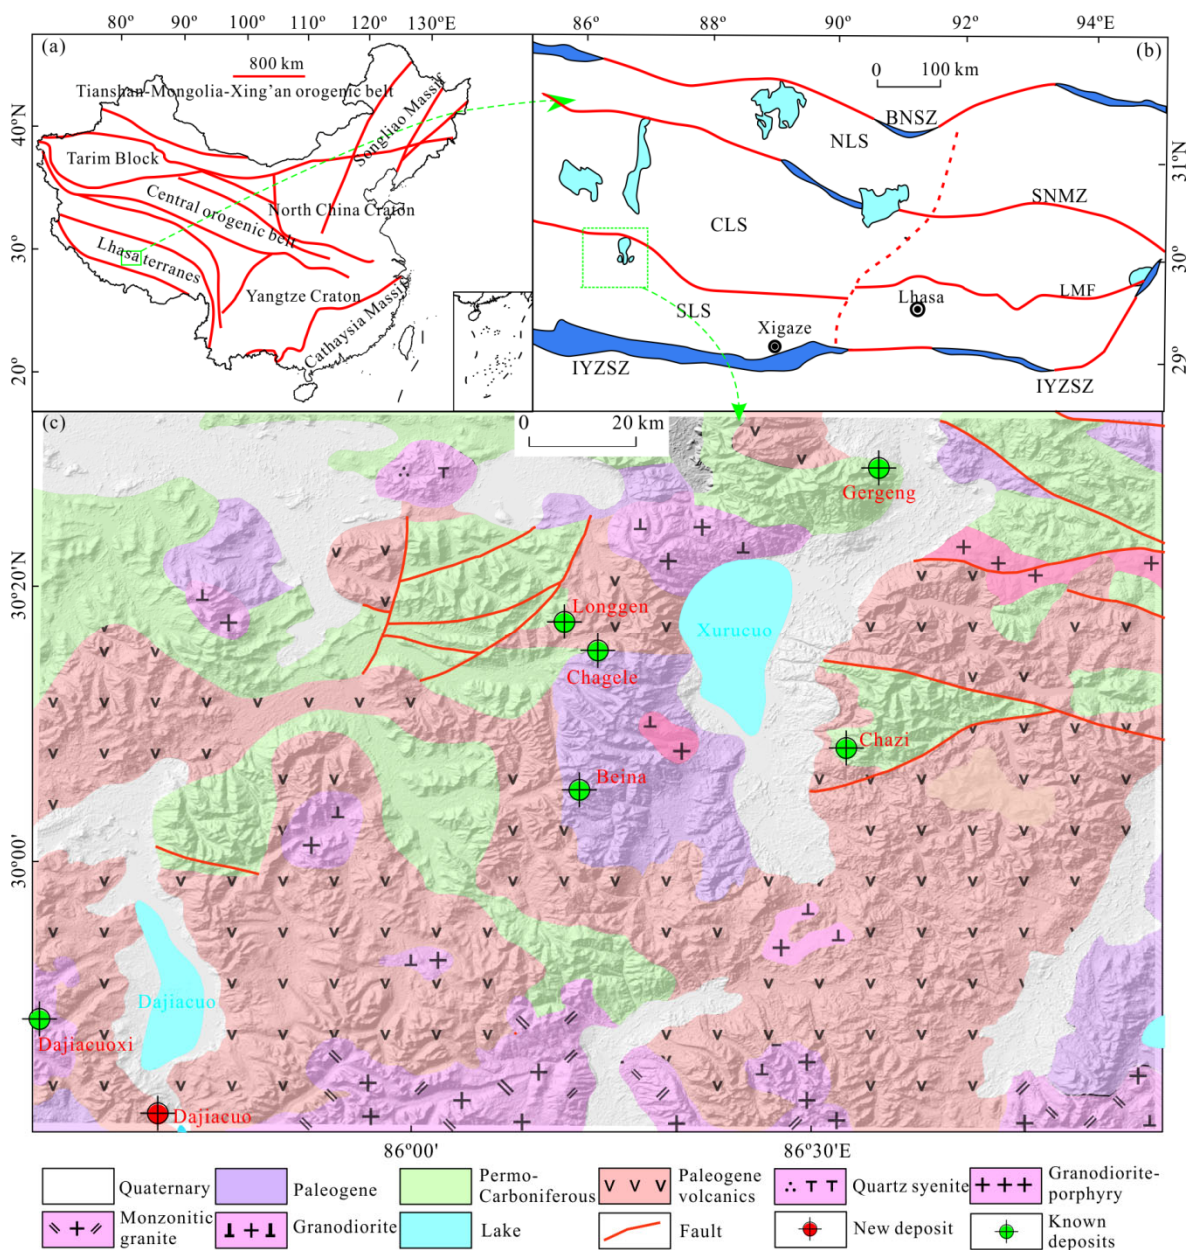 80° 90° 100° 110° 120° 130°E
(a)
800 km
Tianshan-Mongolia-Xing'an orogenic belt
Songliao Massif
Tarim Block
Central orogenic belt
North China Craton
Lhasa terranes
Yangtze Craton
Cathaysia Massif
40°N
30°
20°
86° 88° 90° 92° 94°E
(b)
0 100 km
BNSZ
NLS
SNMZ
CLS
LMF
Lhasa
SLS
Xigaze
IYZSZ
IYZSZ
31°N
30°
29°
(c)
0 20 km
Gergeng
Longgen
Xurucuo
Chagele
Chazi
Beina
Dajiacuo
Dajiacuoxi
Dajiacuo
30°20'N
30°00'
86°00' 86°30'E
Quaternary
Paleogene
Permo-
Carboniferous
Paleogene
volcanics
Quartz syenite
Granodiorite-
porphyry
Monzonitic
granite
Granodiorite
Lake
Fault
New deposit
Known
deposits